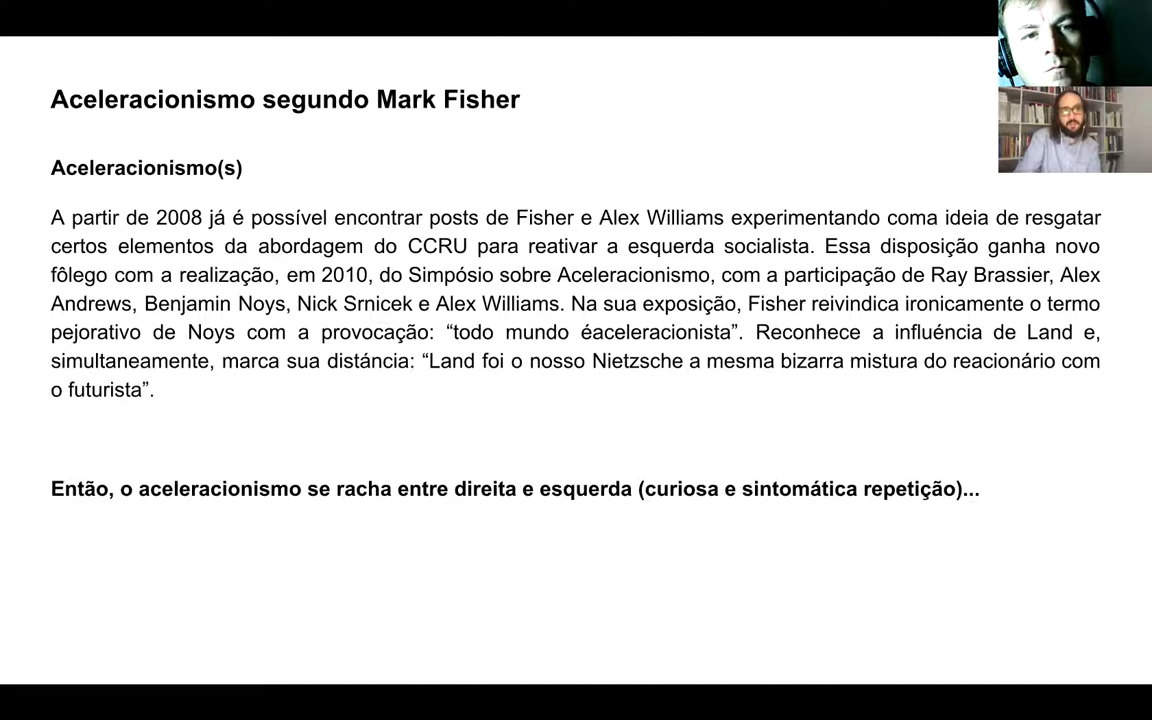 Aceleracionismo segundo Mark Fisher
Aceleracionismo(s)
A partir de 2008 já é possível encontrar posts de Fisher e Alex Williams experimentando coma ideia de resgatar
certos elementos da abordagem do CCRU para reativar a esquerda socialista. Essa disposição ganha novo
fôlego com a realização, em 2010, do Simpósio sobre Aceleracionismo, com a participação de Ray Brassier, Alex
Andrews, Benjamin Noys, Nick Srnicek e Alex Williams. Na sua exposição, Fisher reivindica ironicamente o termo
pejorativo de Noys com a provocação: “todo mundo éaceleracionista”. Reconhece a influéncia de Land e,
simultaneamente, marca sua distáncia: “Land foi o nosso Nietzsche a mesma bizarra mistura do reacionário com
o futurista”.
Então, o aceleracionismo se racha entre direita e esquerda (curiosa e sintomática repetição)...